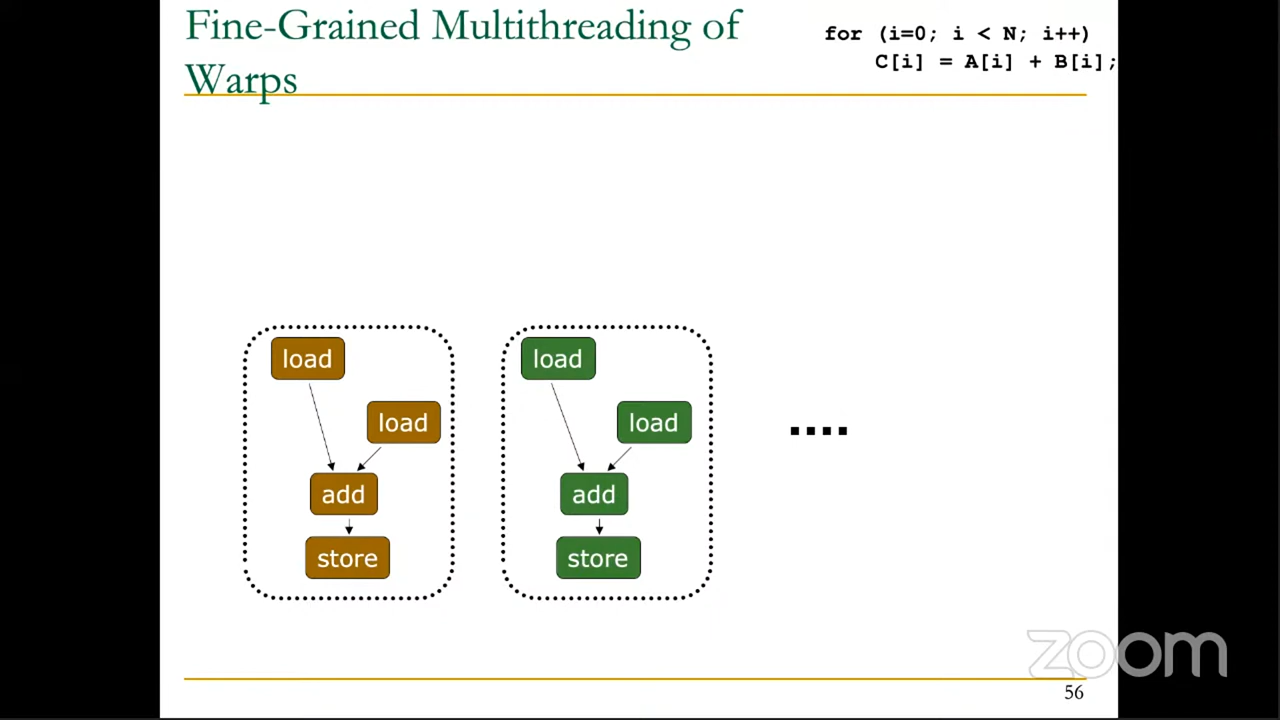 Fine-Grained Multithreading of
Warps
for (i=0; i < N; i++)
C[i] = A[i] + B[i];
load
load
add
store
load
load
add
store
....
zoom
56